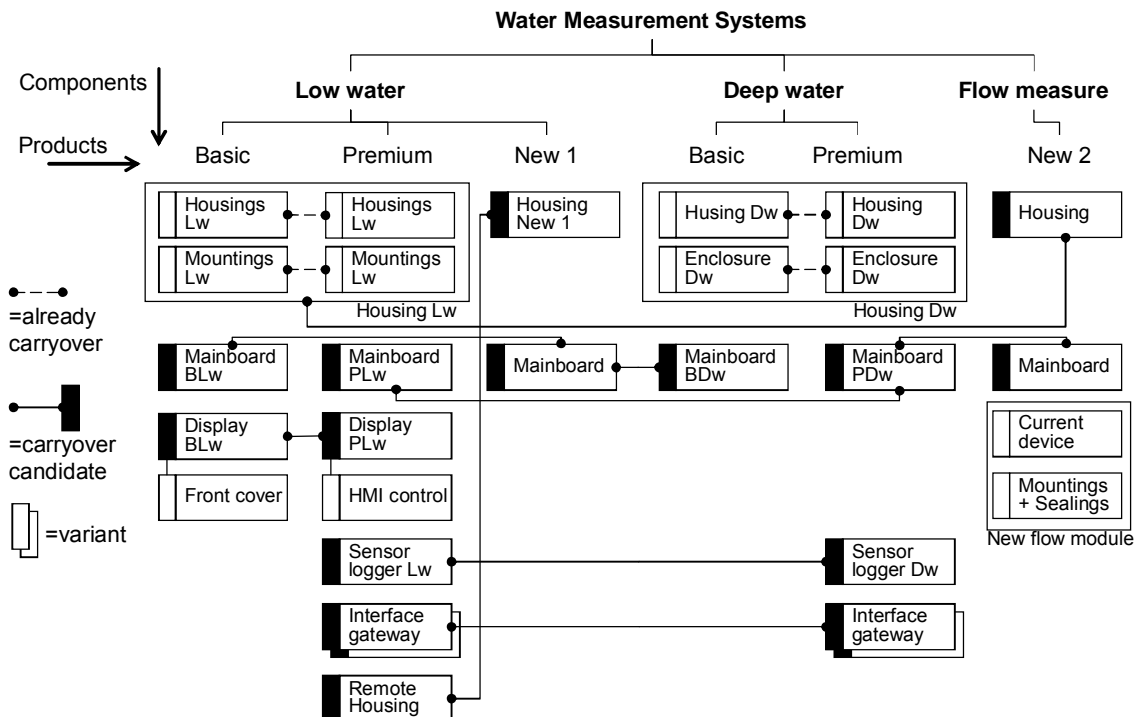 Water Measurement Systems
Components
Products
Low water
Deep water
Flow measure
Basic
Premium
New 1
Basic
Premium
New 2
Housings
Lw
Housings
Lw
Housing
New 1
Husing Dw
Housing
Dw
Housing
Mountings
Lw
Mountings
Lw
Enclosure
Dw
Enclosure
Dw
Housing Lw
Housing Dw
=already
carryover
Mainboard
BLw
Mainboard
PLw
Mainboard
Mainboard
BDw
Mainboard
PDw
Mainboard
=carryover
candidate
Display
BLw
Display
PLw
Current
device
Front cover
HMI control
Mountings
+ Sealings
New flow module
=variant
Sensor
logger Lw
Sensor
logger Dw
Interface
gateway
Interface
gateway
Remote
Housing